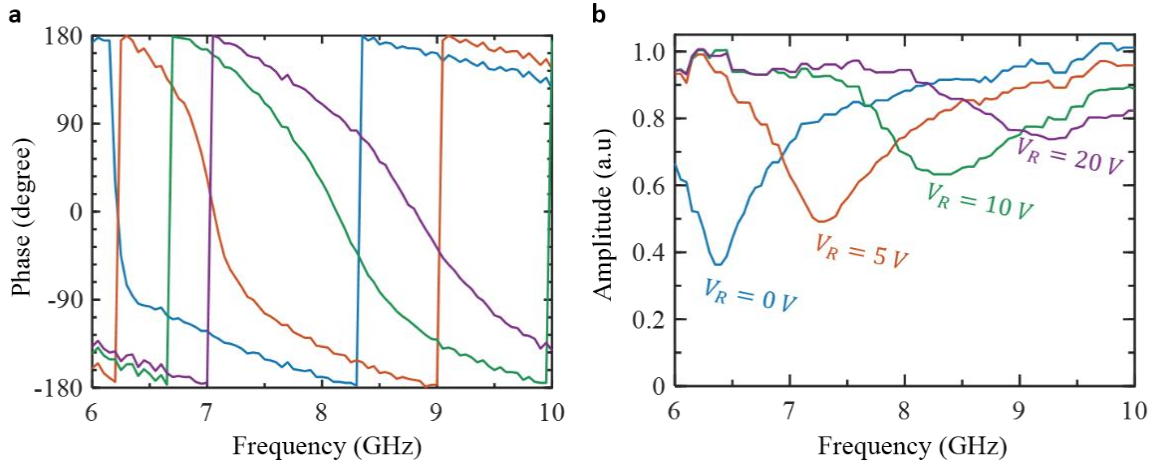 a
180
90
0
-90
-180
Phase (degree)
6 7 8 9 10
Frequency (GHz)
b
1.0
0.8
0.6
0.4
0.2
0
Amplitude (a.u)
V_R = 20 V
V_R = 10 V
V_R = 5 V
V_R = 0 V
6 7 8 9 10
Frequency (GHz)